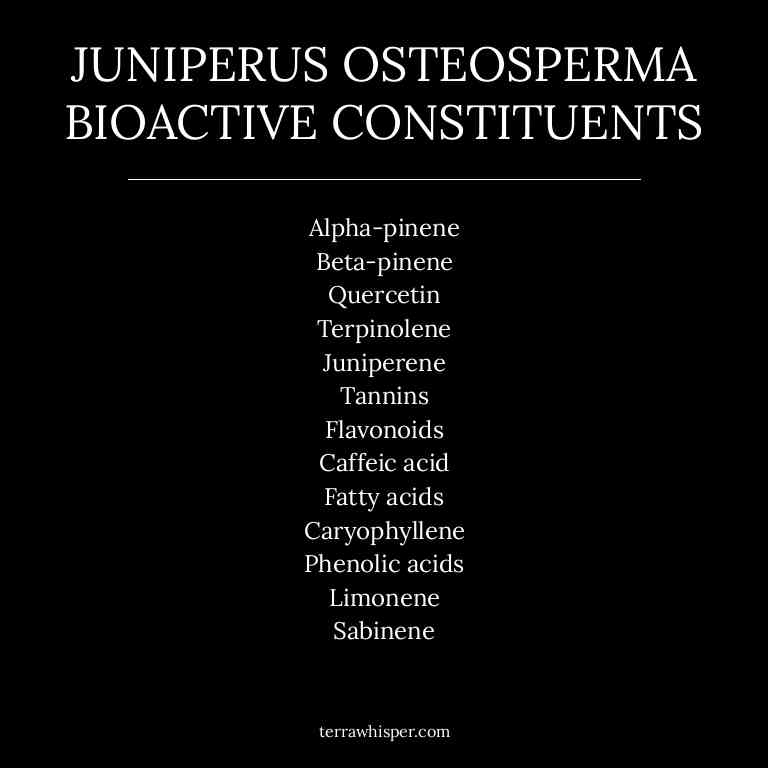 JUNIPERUS OSTEOSPERMA
BIOACTIVE CONSTITUENTS
Alpha-pinene
Beta-pinene
Quercetin
Terpinolene
Juniperene
Tannins
Flavonoids
Caffeic acid
Fatty acids
Caryophyllene
Phenolic acids
Limonene
Sabinene
terrawhisper.com